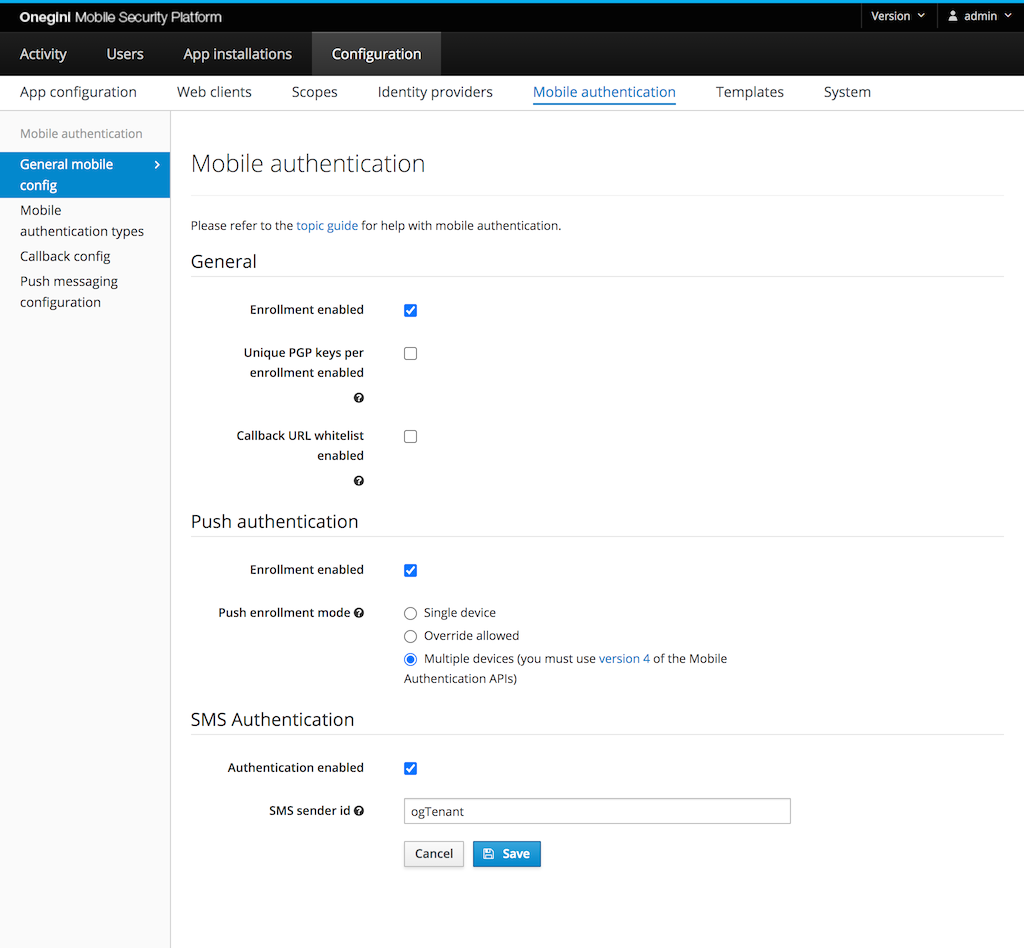 Onegini Mobile Security Platform
Version
admin
Activity
Users
App installations
Configuration
App configuration
Web clients
Scopes
Identity providers
Mobile authentication
Templates
System
Mobile authentication
General mobile
config
Mobile
authentication types
Callback config
Push messaging
configuration
Mobile authentication
Please refer to the topic guide for help with mobile authentication.
General
Enrollment enabled
Unique PGP keys per
enrollment enabled
Callback URL whitelist
enabled
Push authentication
Enrollment enabled
Push enrollment mode
Single device
Override allowed
Multiple devices (you must use version 4 of the Mobile
Authentication APIs)
SMS Authentication
Authentication enabled
SMS sender id
ogTenant
Cancel
Save